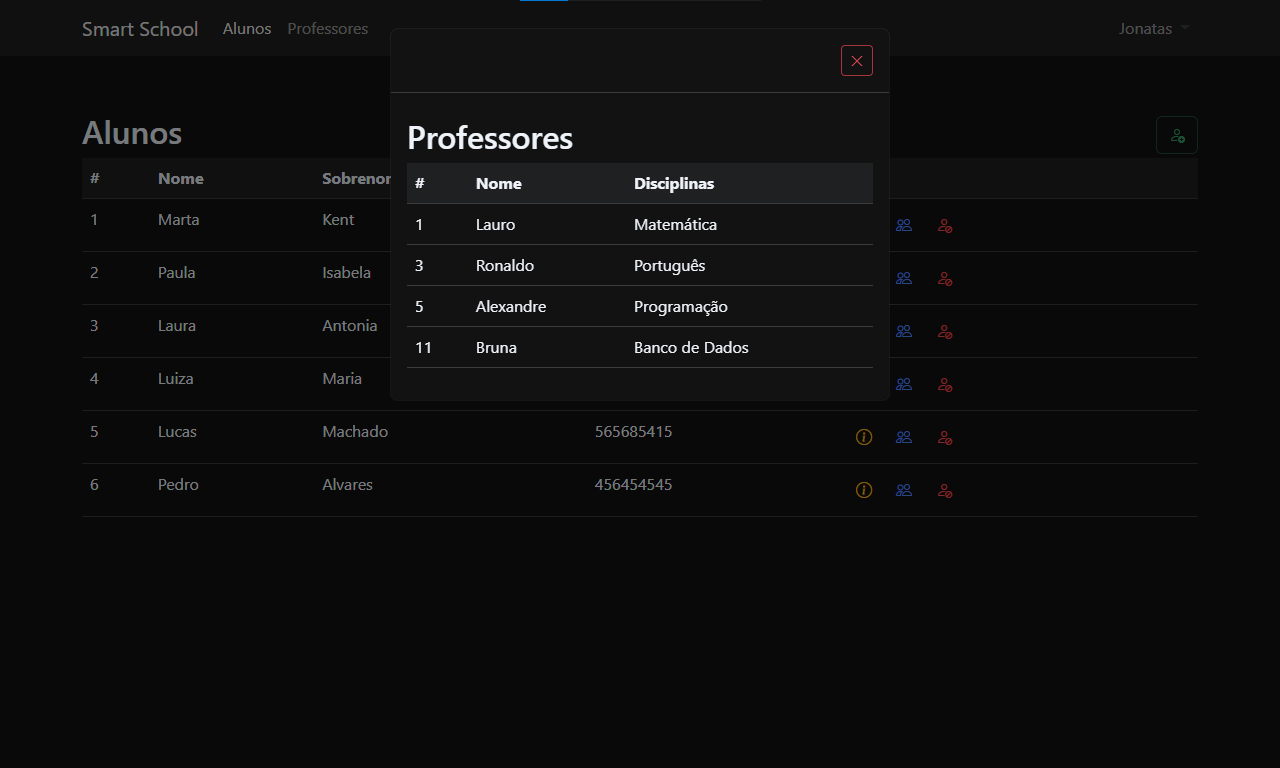 Smart School Alunos Professores Jonatas
Alunos
# Nome Sobrenor
1 Marta Kent
2 Paula Isabela
3 Laura Antonia
4 Luiza Maria
5 Lucas Machado 565685415
6 Pedro Alvares 456454545
Professores
# Nome Disciplinas
1 Lauro Matemática
3 Ronaldo Português
5 Alexandre Programação
11 Bruna Banco de Dados